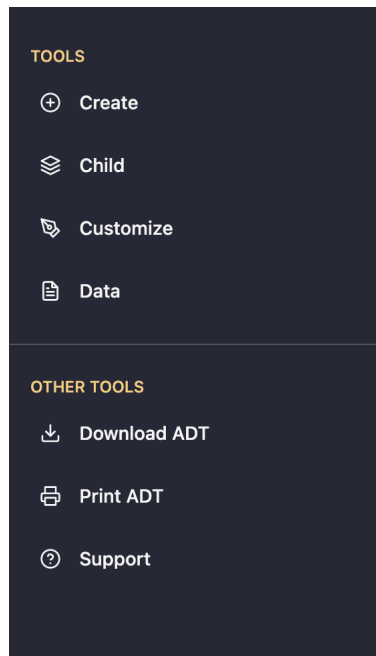 TOOLS
Create
Child
Customize
Data
OTHER TOOLS
Download ADT
Print ADT
Support